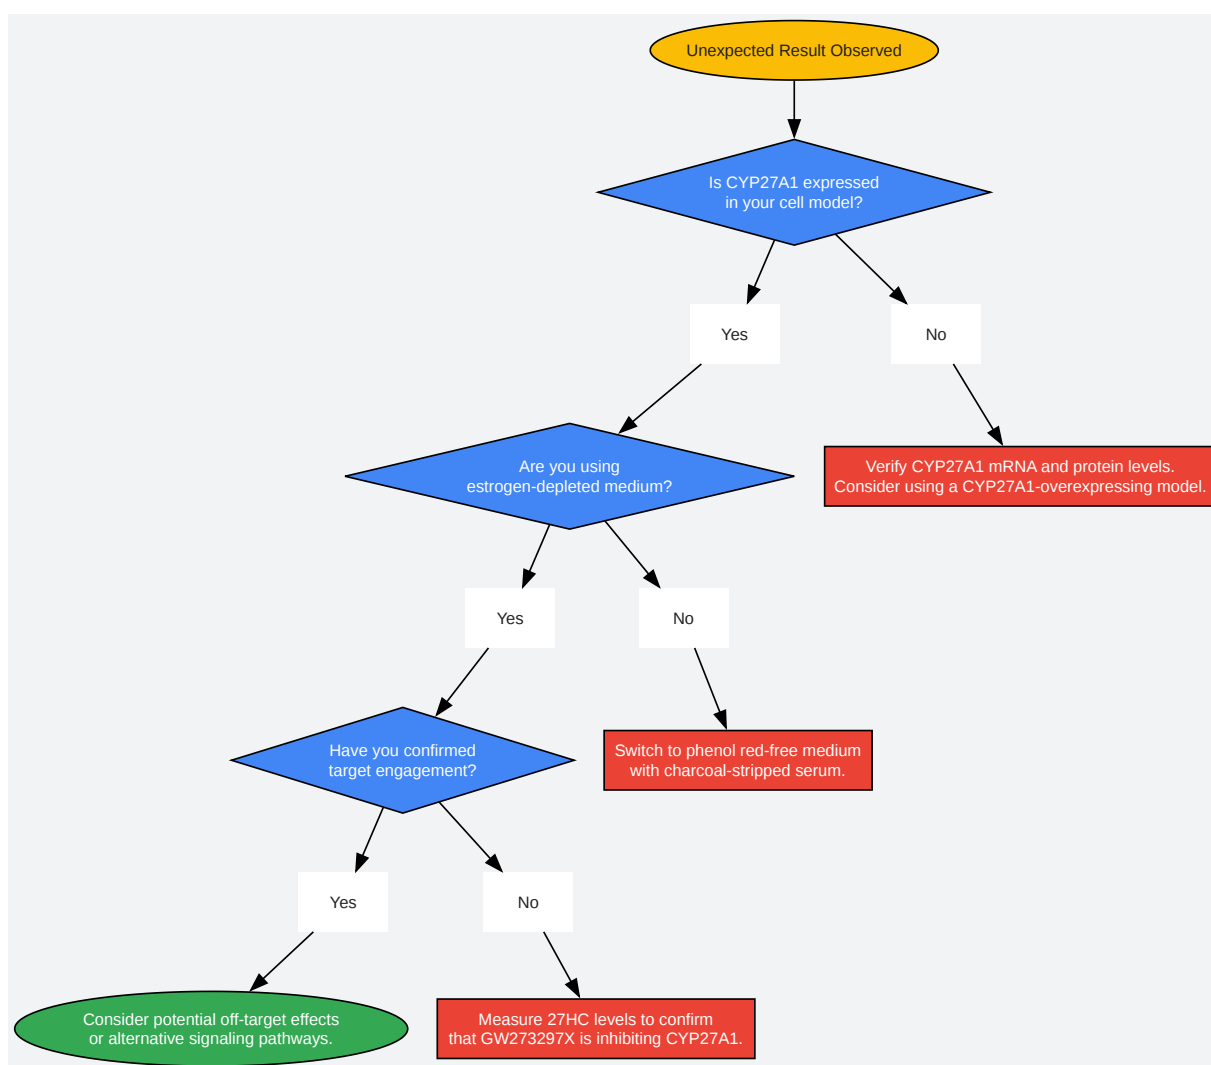 Unexpected Result Observed
Is CYP27A1 expressed
in your cell model?
Yes
No
Are you using
estrogen-depleted medium?
Verify CYP27A1 mRNA and protein levels.
Consider using a CYP27A1-overexpressing model.
Yes
No
Have you confirmed
target engagement?
Switch to phenol red-free medium
with charcoal-stripped serum.
Yes
No
Consider potential off-target effects
or alternative signaling pathways.
Measure 27HC levels to confirm
that GW273297X is inhibiting CYP27A1.